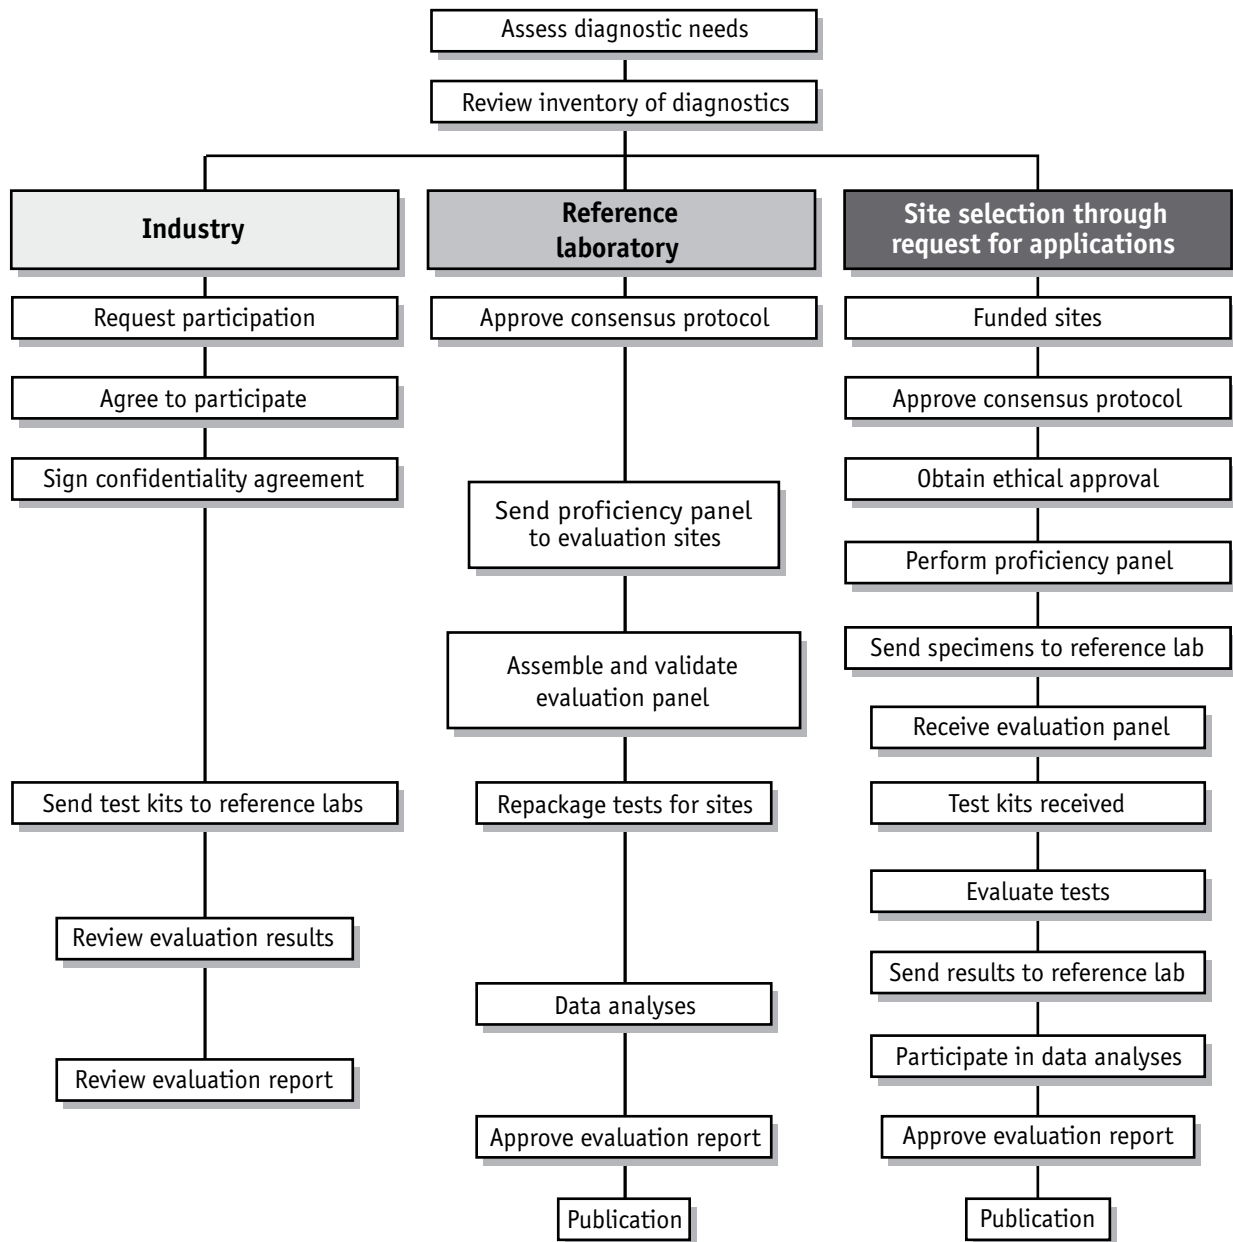 Assess diagnostic needs
Review inventory of diagnostics
Industry
Request participation
Agree to participate
Sign confidentiality agreement
Send test kits to reference labs
Review evaluation results
Review evaluation report
Reference
laboratory
Approve consensus protocol
Send proficiency panel
to evaluation sites
Assemble and validate
evaluation panel
Repackage tests for sites
Data analyses
Approve evaluation report
Publication
Site selection through
request for applications
Funded sites
Approve consensus protocol
Obtain ethical approval
Perform proficiency panel
Send specimens to reference lab
Receive evaluation panel
Test kits received
Evaluate tests
Send results to reference lab
Participate in data analyses
Approve evaluation report
Publication